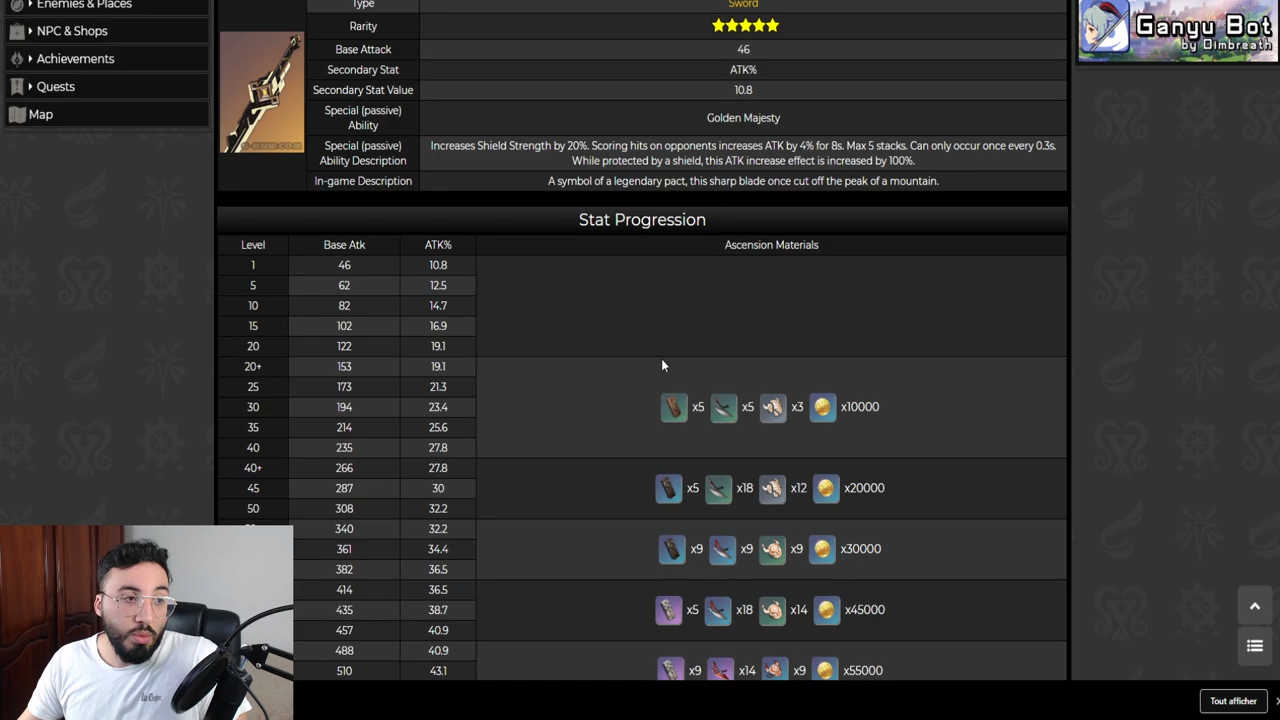 Enemies & Places
NPC & Shops
Achievements
Quests
Map
Type Sword
Rarity
Base Attack 46
Secondary Stat ATK%
Secondary Stat Value 10.8
Special (passive) Ability Golden Majesty
Special (passive) Ability Description Increases Shield Strength by 20%. Scoring hits on opponents increases ATK by 4% for 8s. Max 5 stacks. Can only occur once every 0.3s.
While protected by a shield, this ATK increase effect is increased by 100%.
In-game Description A symbol of a legendary pact, this sharp blade once cut off the peak of a mountain.
Ganyu Bot
by Dimbreath
Stat Progression
Level Base Atk ATK% Ascension Materials
1 46 10.8
5 62 12.5
10 82 14.7
15 102 16.9
20 122 19.1
20+ 153 19.1
25 173 21.3
30 194 23.4
x5 x5 x3 x10000
35 214 25.6
40 235 27.8
40+ 266 27.8
45 287 30
x5 x18 x12 x20000
50 308 32.2
340 32.2
361 34.4
x9 x9 x9 x30000
382 36.5
414 36.5
435 38.7
x5 x18 x14 x45000
457 40.9
488 40.9
510 43.1
x9 x14 x9 x55000
Tout afficher